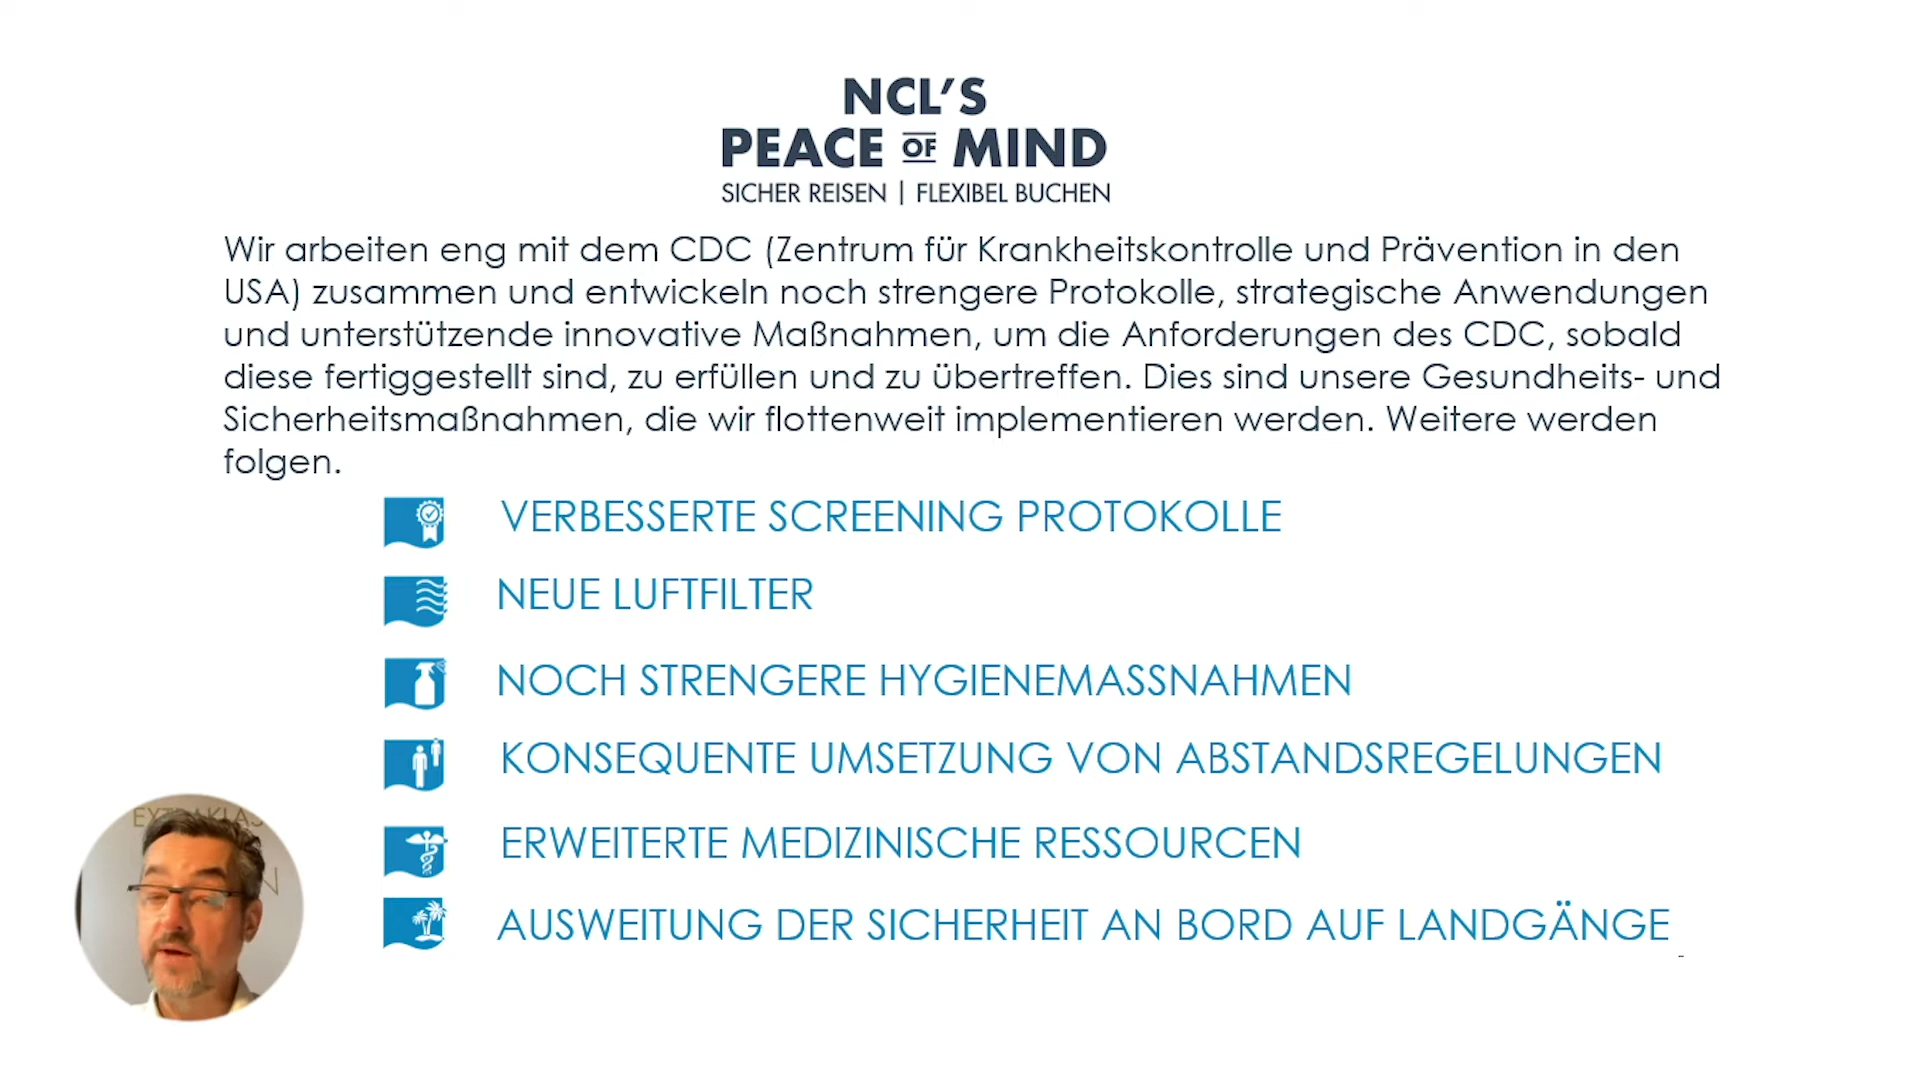 NCL'S
PEACE OF MIND
SICHER REISEN | FLEXIBEL BUCHEN
Wir arbeiten eng mit dem CDC (Zentrum für Krankheitskontrolle und Prävention in den
USA) zusammen und entwickeln noch strengere Protokolle, strategische Anwendungen
und unterstützende innovative Maßnahmen, um die Anforderungen des CDC, sobald
diese fertiggestellt sind, zu erfüllen und zu übertreffen. Dies sind unsere Gesundheits- und
Sicherheitsmaßnahmen, die wir flottenweit implementieren werden. Weitere werden
folgen.
VERBESSERTE SCREENING PROTOKOLLE
NEUE LUFTFILTER
NOCH STRENGERE HYGIENEMASSNAHMEN
KONSEQUENTE UMSETZUNG VON ABSTANDSREGELUNGEN
ERWEITERTE MEDIZINISCHE RESSOURCEN
AUSWEITUNG DER SICHERHEIT AN BORD AUF LANDGÄNGE